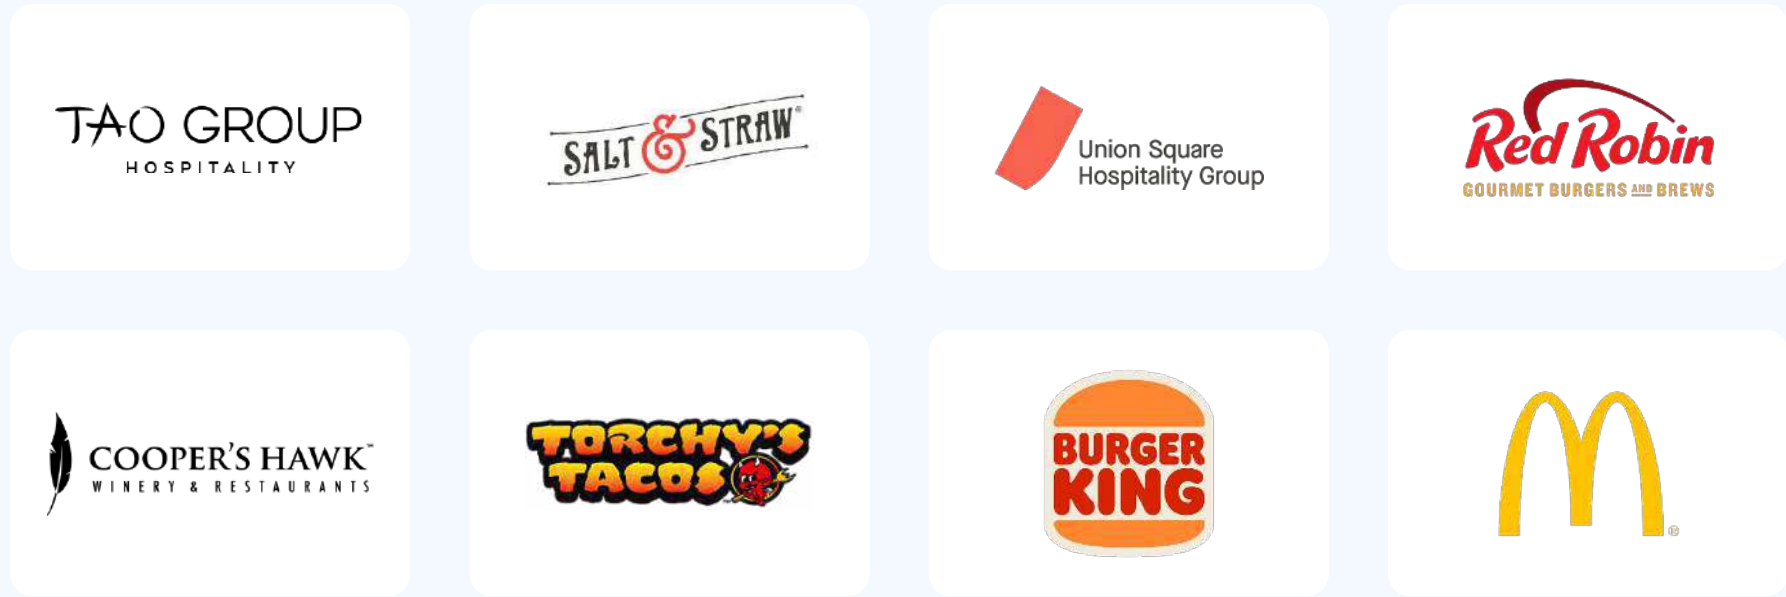 TAO GROUP
HOSPITALITY
SALT & STRAW®
Union Square
Hospitality Group
Red Robin
GOURMET BURGERS AND BREWS
COOPER'S HAWK™
WINERY & RESTAURANTS
TORCHY'S
TACOS
BURGER
KING
M®